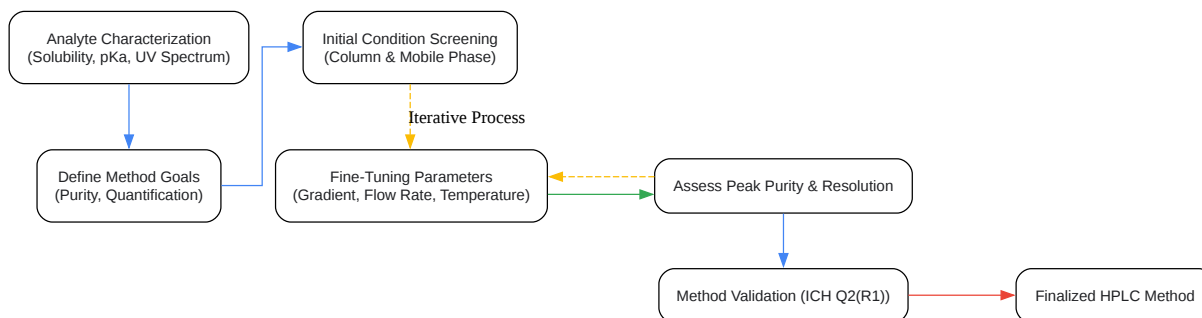 Analyte Characterization
(Solubility, pKa, UV Spectrum)
Initial Condition Screening
(Column & Mobile Phase)
Iterative Process
Define Method Goals
(Purity, Quantification)
Fine-Tuning Parameters
(Gradient, Flow Rate, Temperature)
Assess Peak Purity & Resolution
Method Validation (ICH Q2(R1))
Finalized HPLC Method